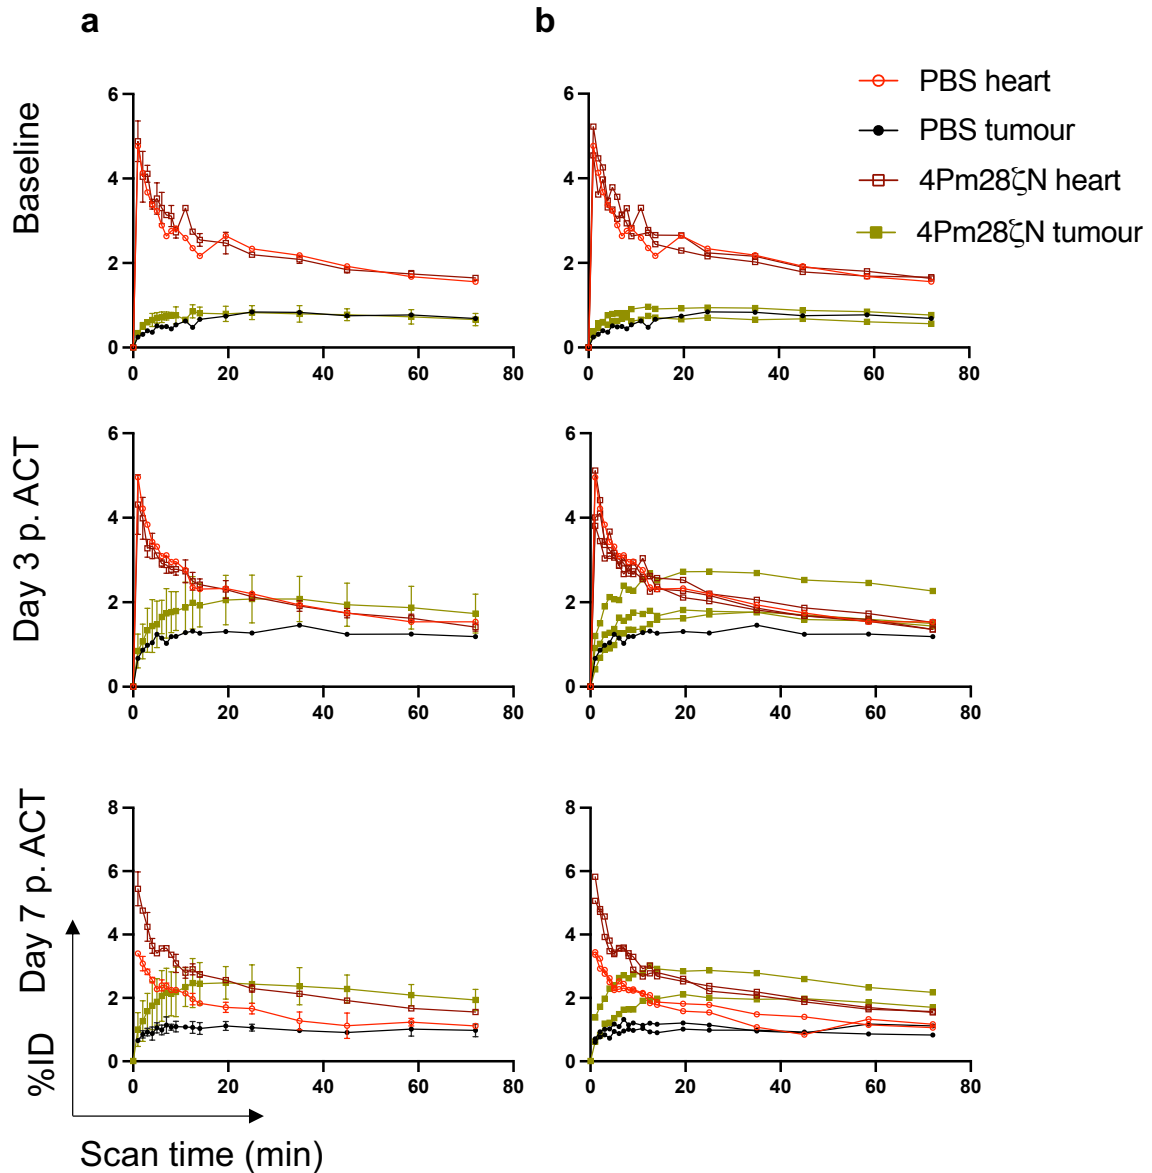 a
b
PBS heart
PBS tumour
4Pm28ζN heart
4Pm28ζN tumour
Baseline
6
4
2
0
0 20 40 60 80
6
4
2
0
0 20 40 60 80
Day 3 p. ACT
6
4
2
0
0 20 40 60 80
6
4
2
0
0 20 40 60 80
Day 7 p. ACT
8
6
4
2
0
0 20 40 60 80
8
6
4
2
0
0 20 40 60 80
%ID
Scan time (min)